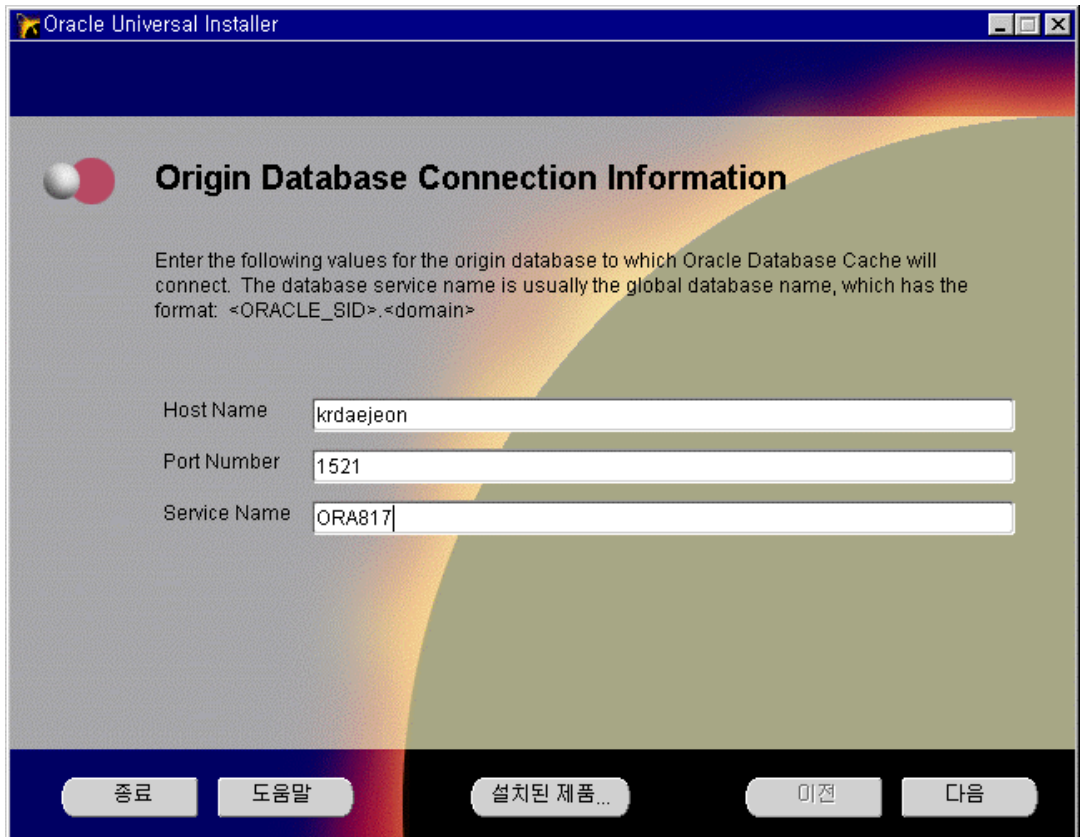 Oracle Universal Installer
Origin Database Connection Information
Enter the following values for the origin database to which Oracle Database Cache will
connect. The database service name is usually the global database name, which has the
format: <ORACLE_SID>.<domain>
Host Name krdaejeon
Port Number 1521
Service Name ORA817
종료 도움말 설치된 제품... 이전 다음